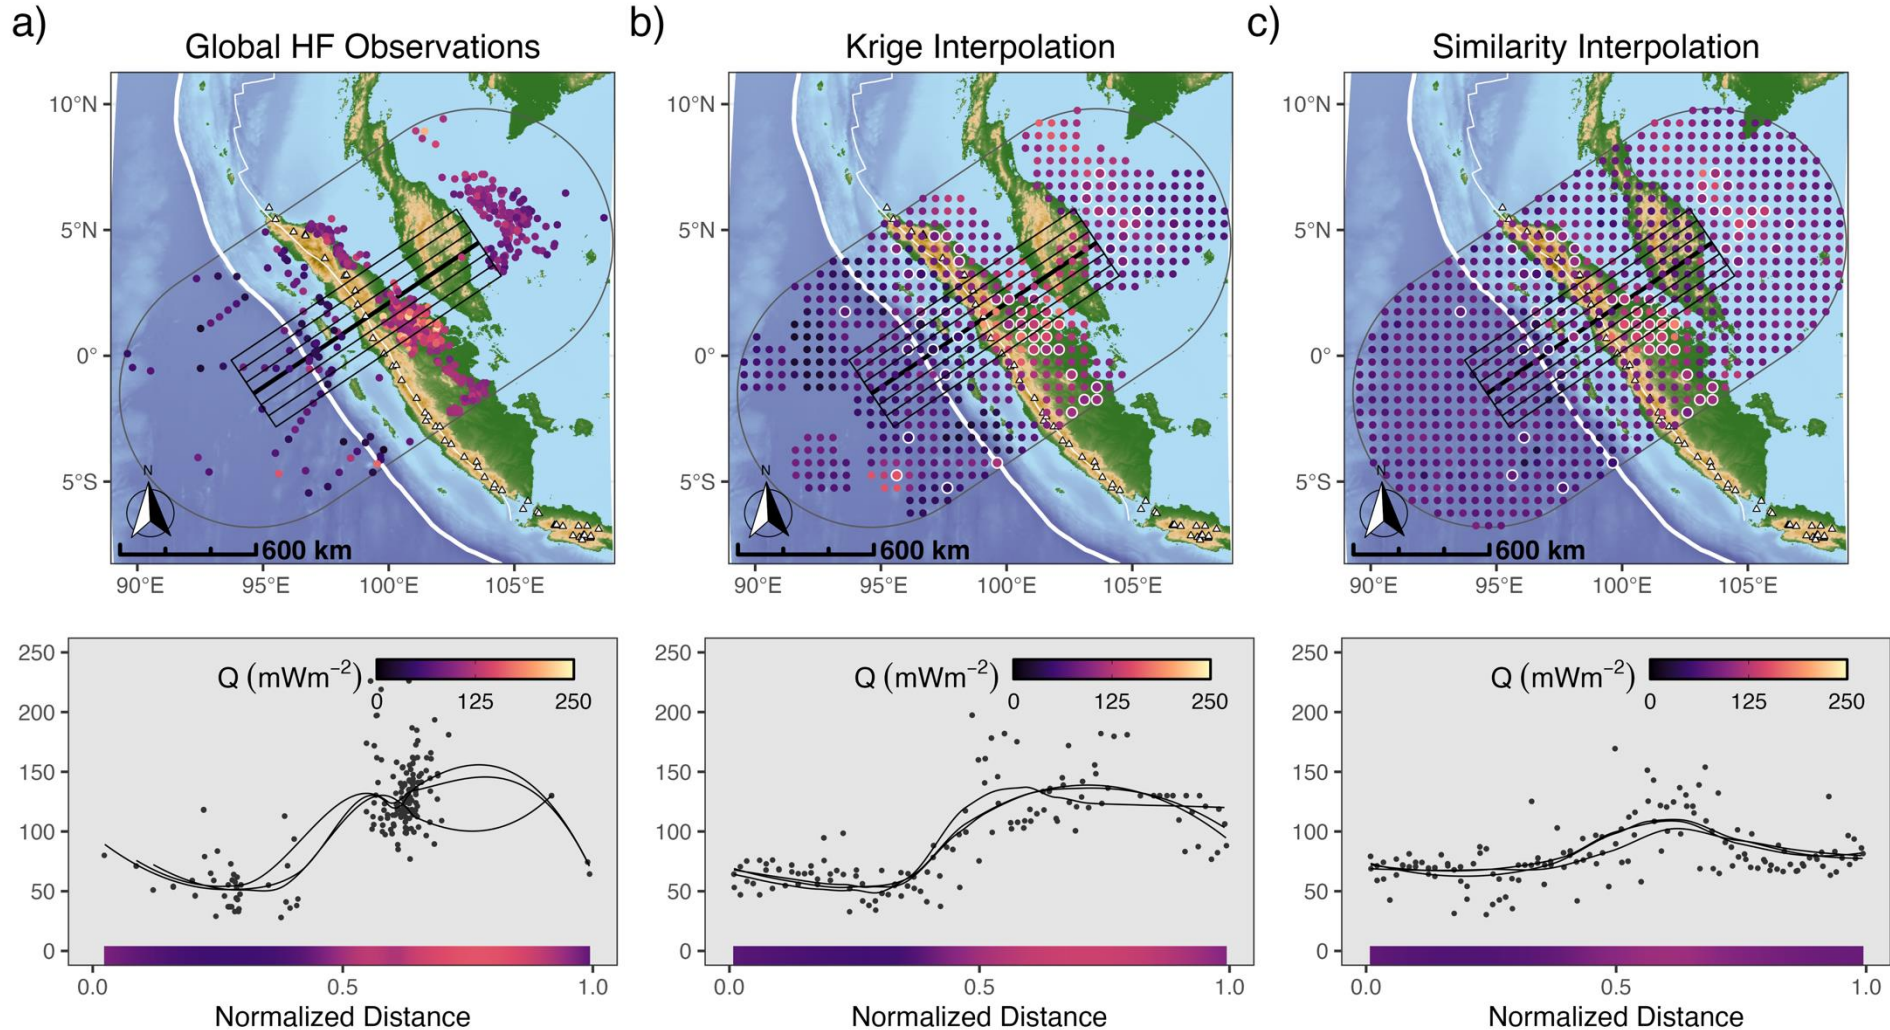 a)
Global HF Observations
b)
Krige Interpolation
c)
Similarity Interpolation
10°N
5°N
0°
5°S
N
600 km
90°E 95°E 100°E 105°E
10°N
5°N
0°
5°S
N
600 km
90°E 95°E 100°E 105°E
10°N
5°N
0°
5°S
N
600 km
90°E 95°E 100°E 105°E
250
200
150
100
50
0
Q (mWm⁻²)
0 125 250
0.0 0.5 1.0
Normalized Distance
250
200
150
100
50
0
Q (mWm⁻²)
0 125 250
0.0 0.5 1.0
Normalized Distance
250
200
150
100
50
0
Q (mWm⁻²)
0 125 250
0.0 0.5 1.0
Normalized Distance